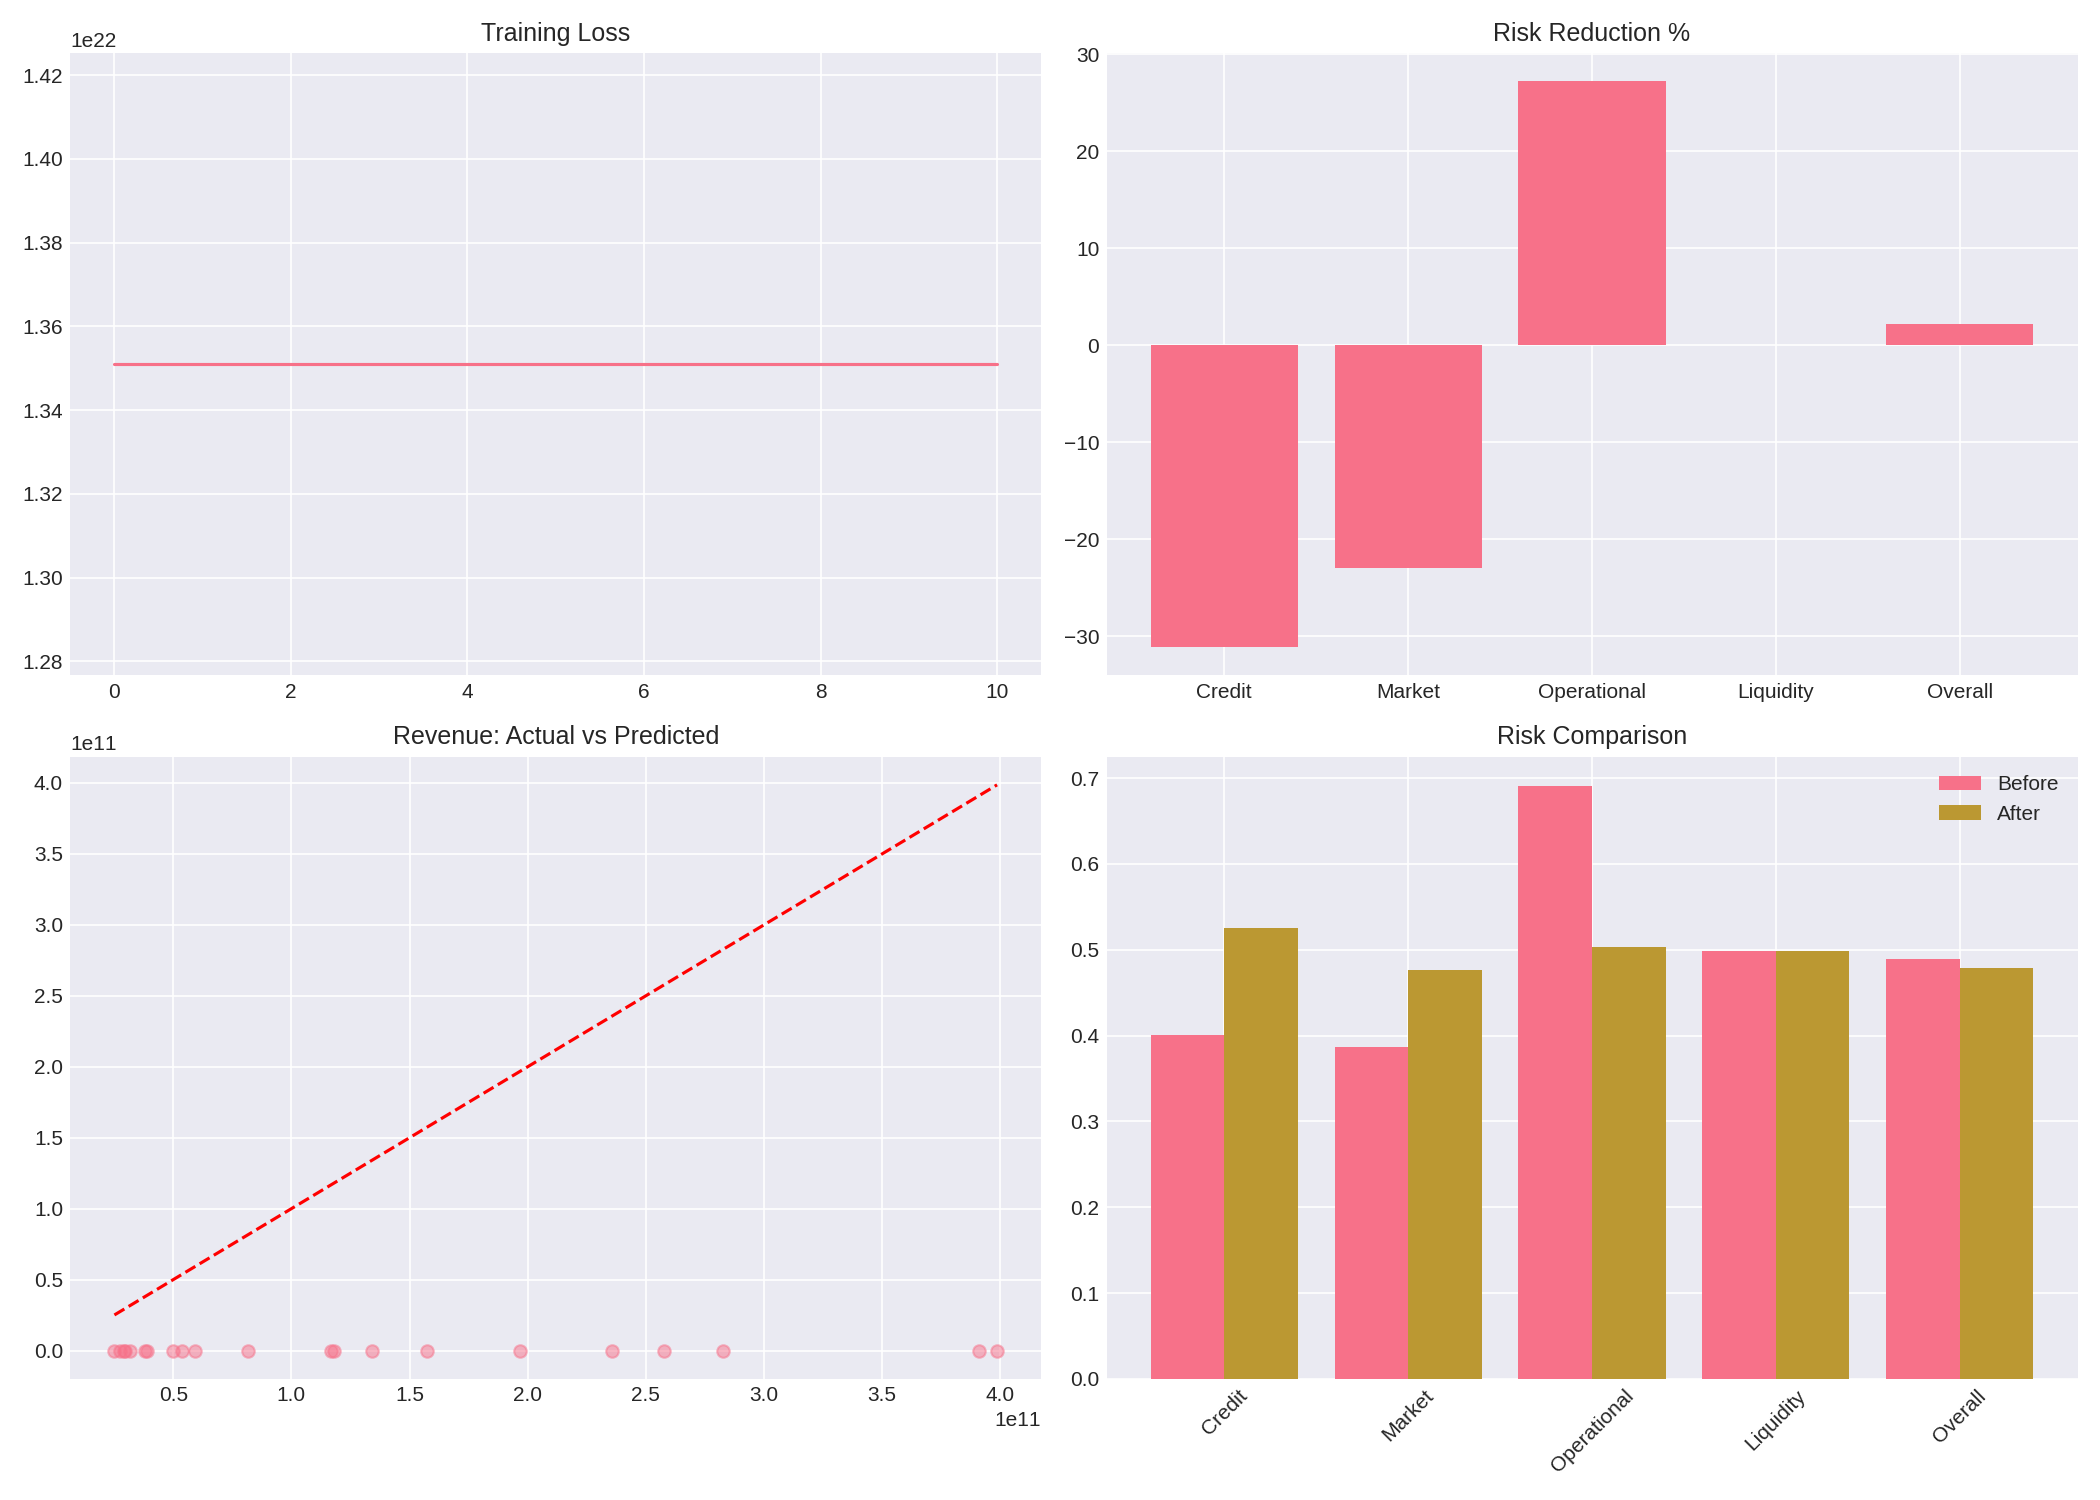 Training Loss
1e22
1.42
1.40
1.38
1.36
1.34
1.32
1.30
1.28
0 2 4 6 8 10
Risk Reduction %
30
20
10
0
−10
−20
−30
Credit Market Operational Liquidity Overall
Revenue: Actual vs Predicted
1e11
4.0
3.5
3.0
2.5
2.0
1.5
1.0
0.5
0.0
0.5 1.0 1.5 2.0 2.5 3.0 3.5 4.0
1e11
Risk Comparison
Before
After
0.7
0.6
0.5
0.4
0.3
0.2
0.1
0.0
Credit Market Operational Liquidity Overall